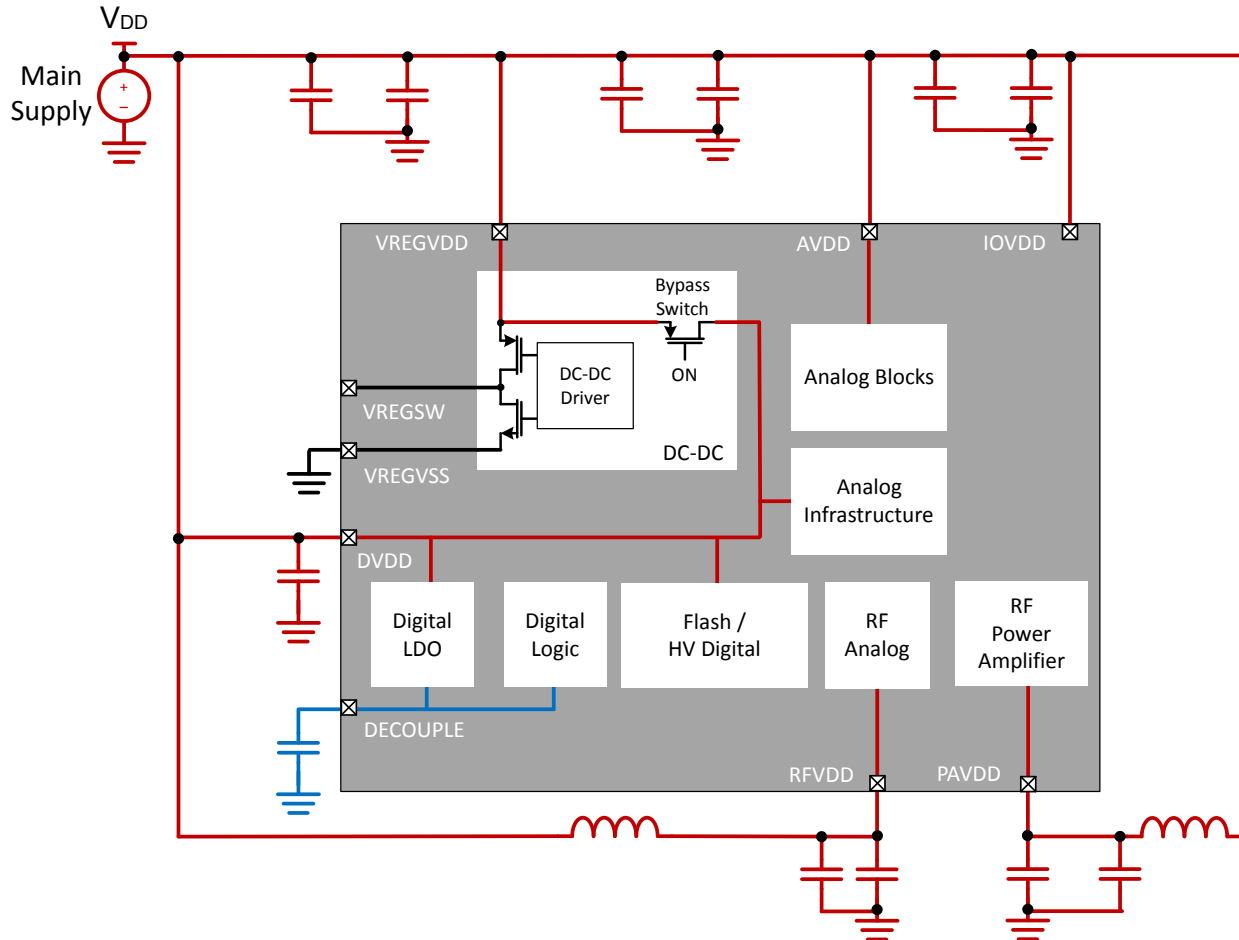 VDD
Main
Supply
+
−
VREGVDD
AVDD
IOVDD
Bypass
Switch
ON
DC-DC
Driver
DC-DC
VREGSW
VREGVSS
Analog Blocks
Analog
Infrastructure
DVDD
Digital
LDO
Digital
Logic
Flash /
HV Digital
RF
Analog
RF
Power
Amplifier
DECOUPLE
RFVDD
PAVDD